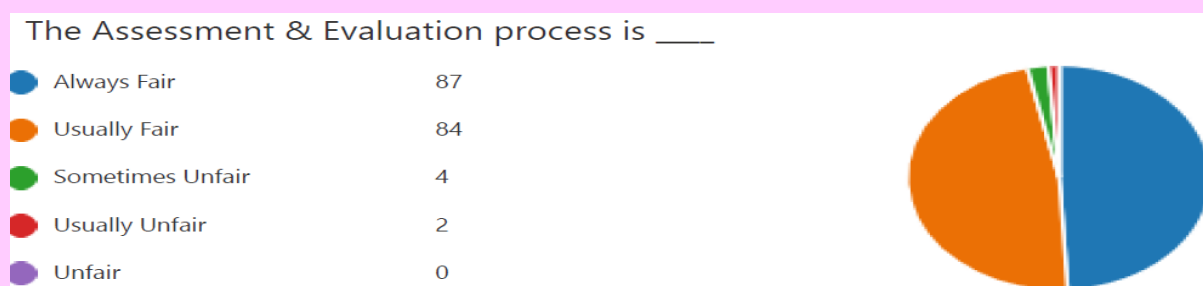 The Assessment & Evaluation process is ____
Always Fair 87
Usually Fair 84
Sometimes Unfair 4
Usually Unfair 2
Unfair 0